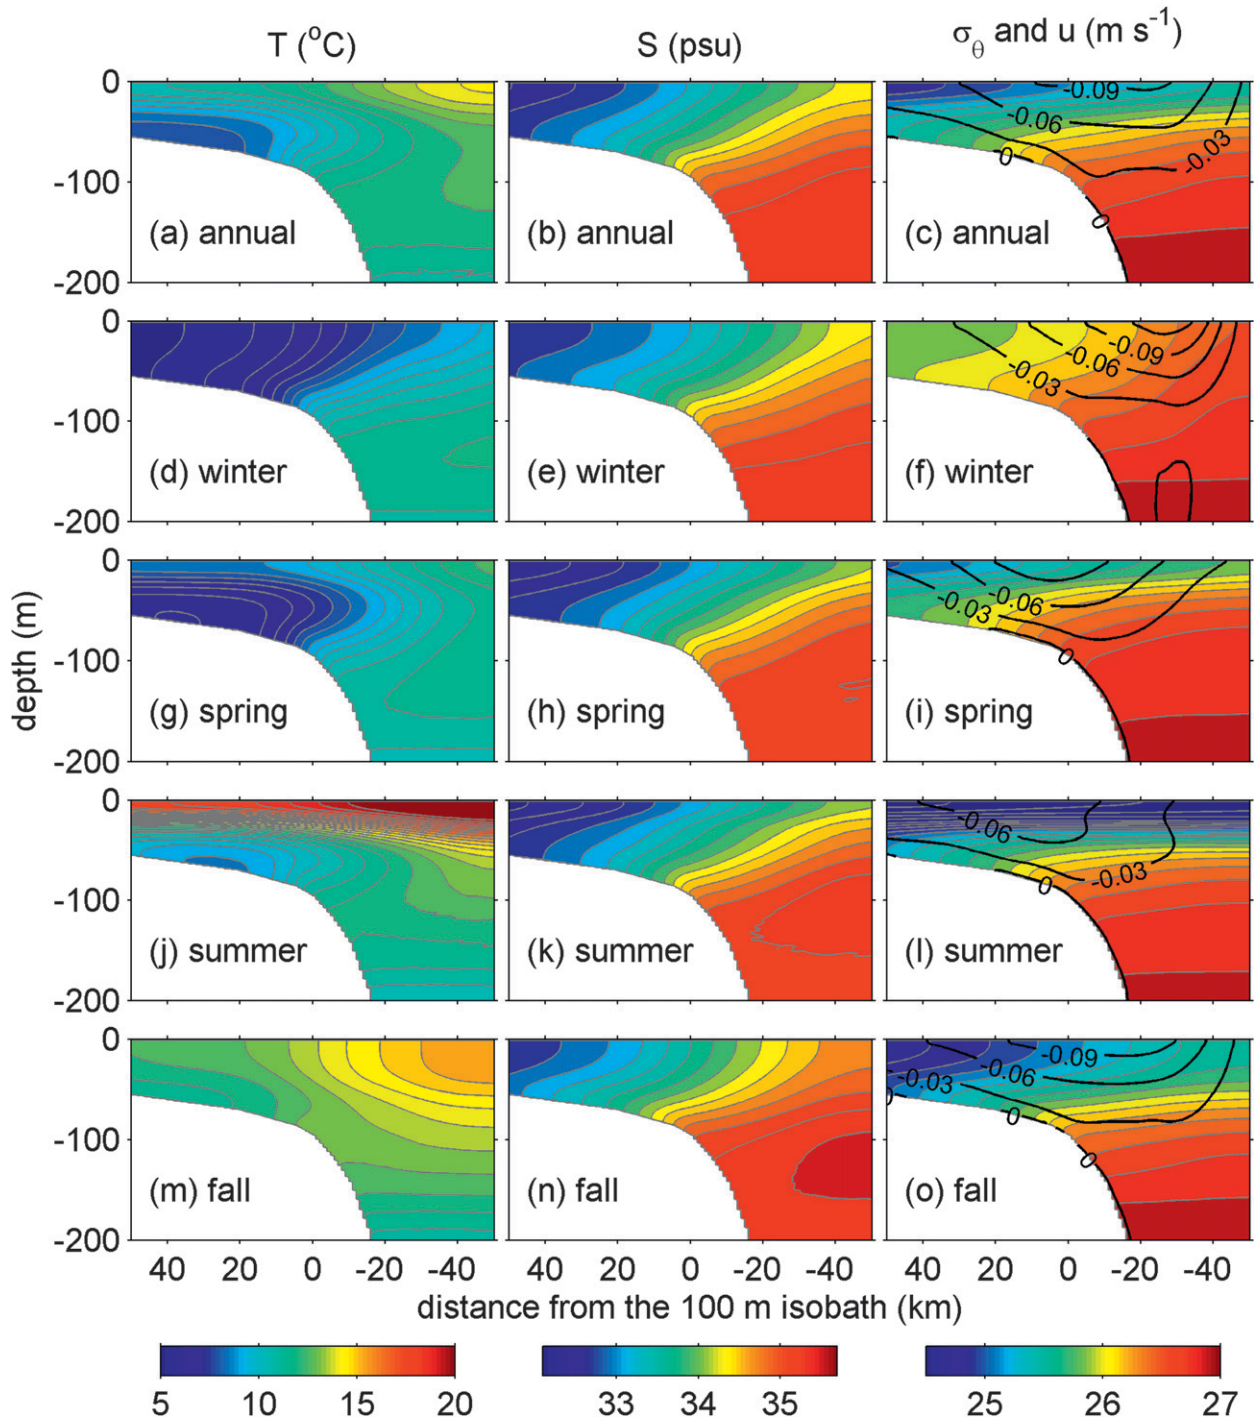 T (°C) S (psu) σθ and u (m s⁻¹)
0 -0.09
-0.06
-100 0 -0.03
(a) annual (b) annual (c) annual 0
-200
0 -0.09
-0.06
-0.03
-100
(d) winter (e) winter (f) winter
-200
0
-0.03 -0.06
-100 0
(g) spring (h) spring (i) spring
-200
0
-0.06
-0.03
-100 0
(j) summer (k) summer (l) summer
-200
0 -0.09
-0.03 -0.06
0
-100 0
0
(m) fall (n) fall (o) fall
-200
depth (m)
40 20 0 -20 -40 40 20 0 -20 -40 40 20 0 -20 -40
distance from the 100 m isobath (km)
5 10 15 20 33 34 35 25 26 27